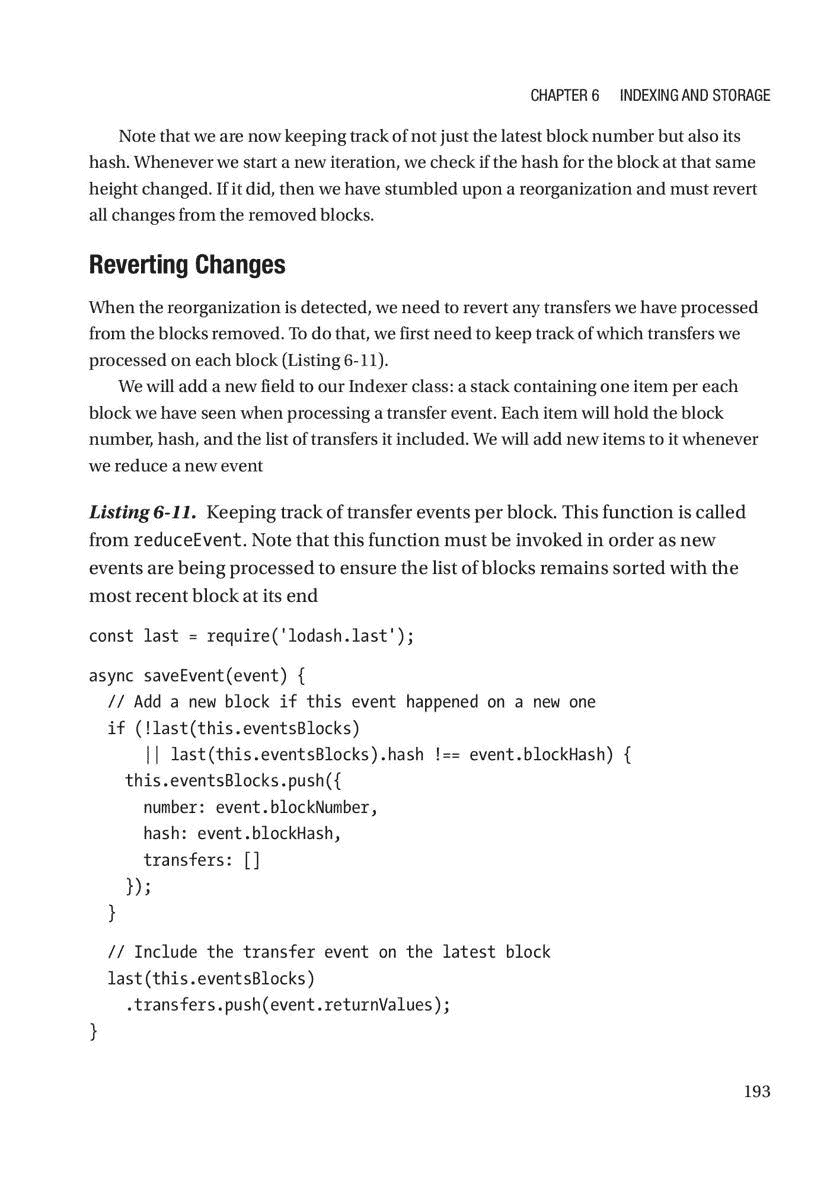 CHAPTER 6 INDEXING AND STORAGE
Note that we are now keeping track of not just the latest block number but also its
hash. Whenever we start a new iteration, we check if the hash for the block at that same
height changed. If it did, then we have stumbled upon a reorganization and must revert
all changes from the removed blocks.
Reverting Changes
When the reorganization is detected, we need to revert any transfers we have processed
from the blocks removed. To do that, we first need to keep track of which transfers we
processed on each block (Listing 6-11).
We will add a new field to our Indexer class: a stack containing one item per each
block we have seen when processing a transfer event. Each item will hold the block
number, hash, and the list of transfers it included. We will add new items to it whenever
we reduce a new event
Listing 6-11. Keeping track of transfer events per block. This function is called
from reduceEvent. Note that this function must be invoked in order as new
events are being processed to ensure the list of blocks remains sorted with the
most recent block at its end
const last = require('lodash.last');
async saveEvent(event) {
  // Add a new block if this event happened on a new one
  if (!last(this.eventsBlocks)
      || last(this.eventsBlocks).hash !== event.blockHash) {
    this.eventsBlocks.push({
      number: event.blockNumber,
      hash: event.blockHash,
      transfers: []
    });
  }
  // Include the transfer event on the latest block
  last(this.eventsBlocks)
    .transfers.push(event.returnValues);
}
193